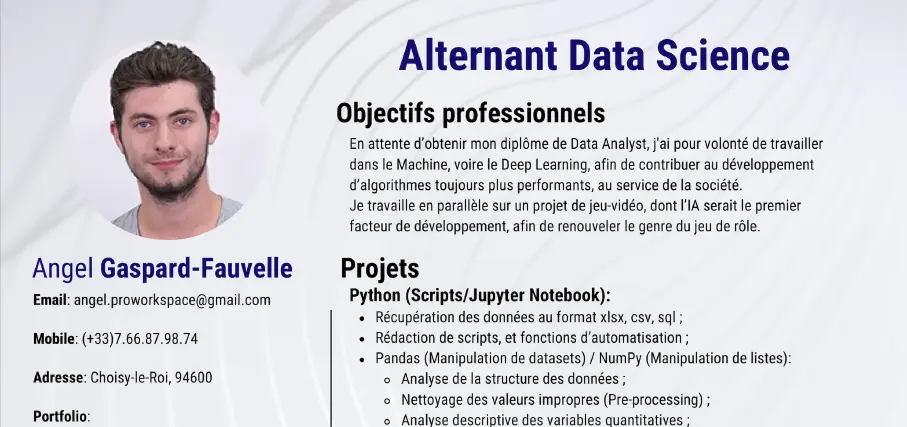 Alternant Data Science
Objectifs professionnels
En attente d'obtenir mon diplôme de Data Analyst, j'ai pour volonté de travailler
dans le Machine, voire le Deep Learning, afin de contribuer au développement
d'algorithmes toujours plus performants, au service de la société.
Je travaille en parallèle sur un projet de jeu-vidéo, dont l'IA serait le premier
facteur de développement, afin de renouveler le genre du jeu de rôle.
Angel Gaspard-Fauvelle
Email: angel.proworkspace@gmail.com
Mobile: (+33)7.66.87.98.74
Adresse: Choisy-le-Roi, 94600
Portfolio:
Projets
Python (Scripts/Jupyter Notebook):
• Récupération des données au format xlsx, csv, sql ;
• Rédaction de scripts, et fonctions d'automatisation ;
• Pandas (Manipulation de datasets) / NumPy (Manipulation de listes):
◦ Analyse de la structure des données ;
◦ Nettoyage des valeurs impropres (Pre-processing) ;
◦ Analyse descriptive des variables quantitatives ;